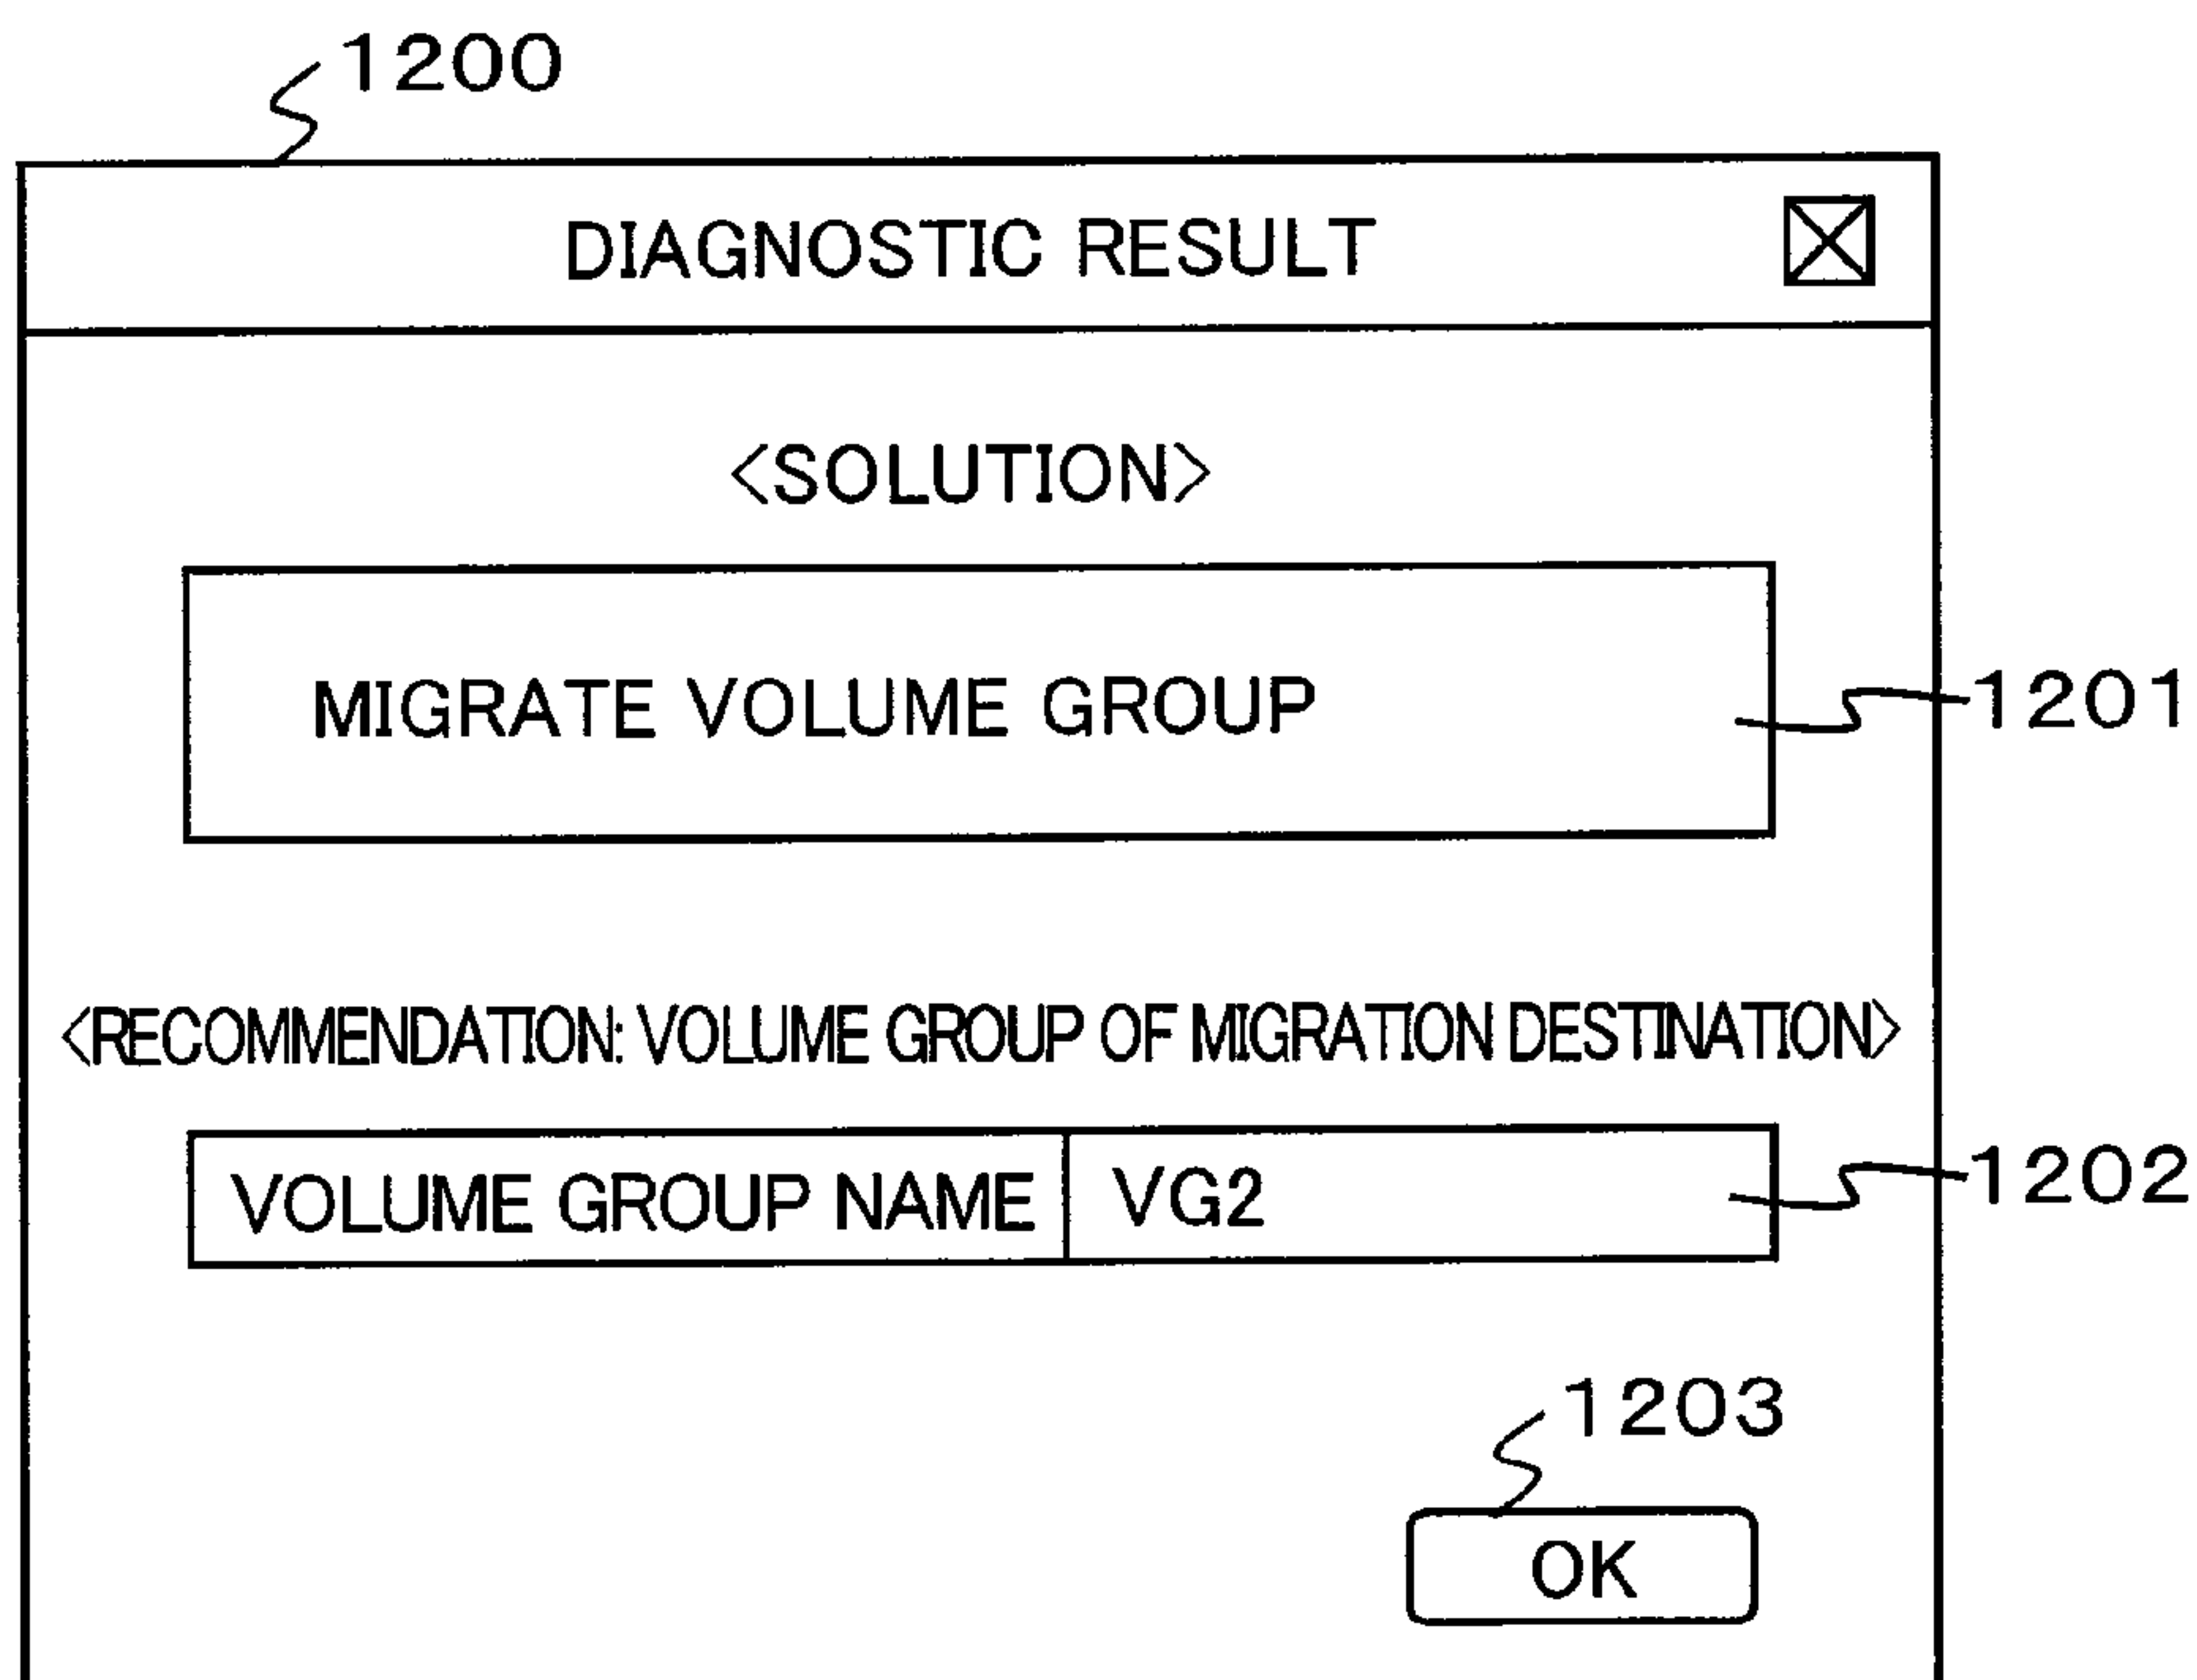 1200
DIAGNOSTIC RESULT
<SOLUTION>
MIGRATE VOLUME GROUP
1201
<RECOMMENDATION: VOLUME GROUP OF MIGRATION DESTINATION>
VOLUME GROUP NAME VG2
1202
1203
OK